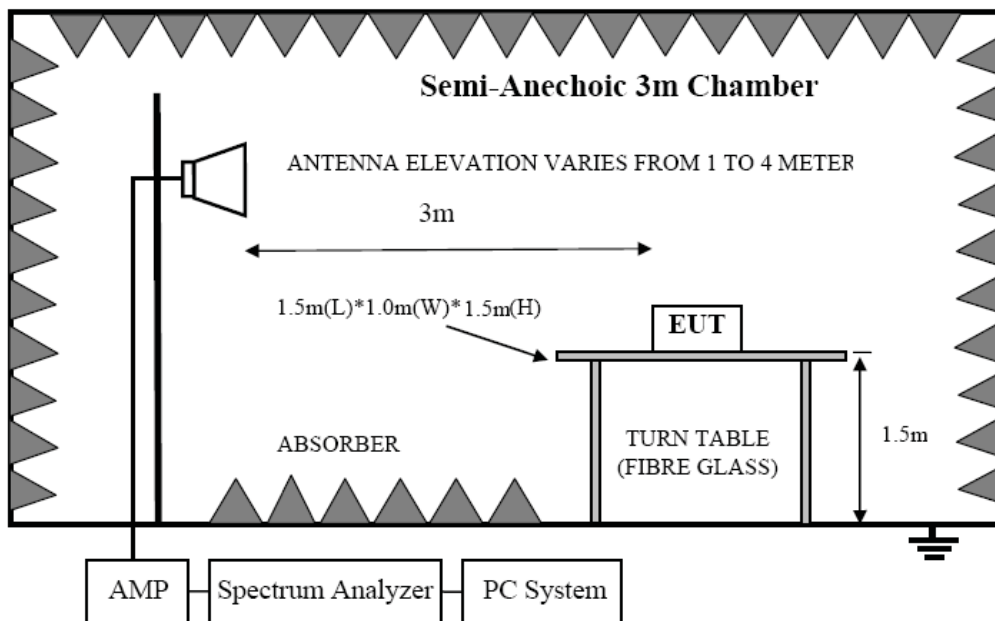 Semi-Anechoic 3m Chamber
ANTENNA ELEVATION VARIES FROM 1 TO 4 METER
3m
1.5m(L)*1.0m(W)*1.5m(H)
EUT
ABSORBER
TURN TABLE
(FIBRE GLASS)
1.5m
AMP
Spectrum Analyzer
PC System